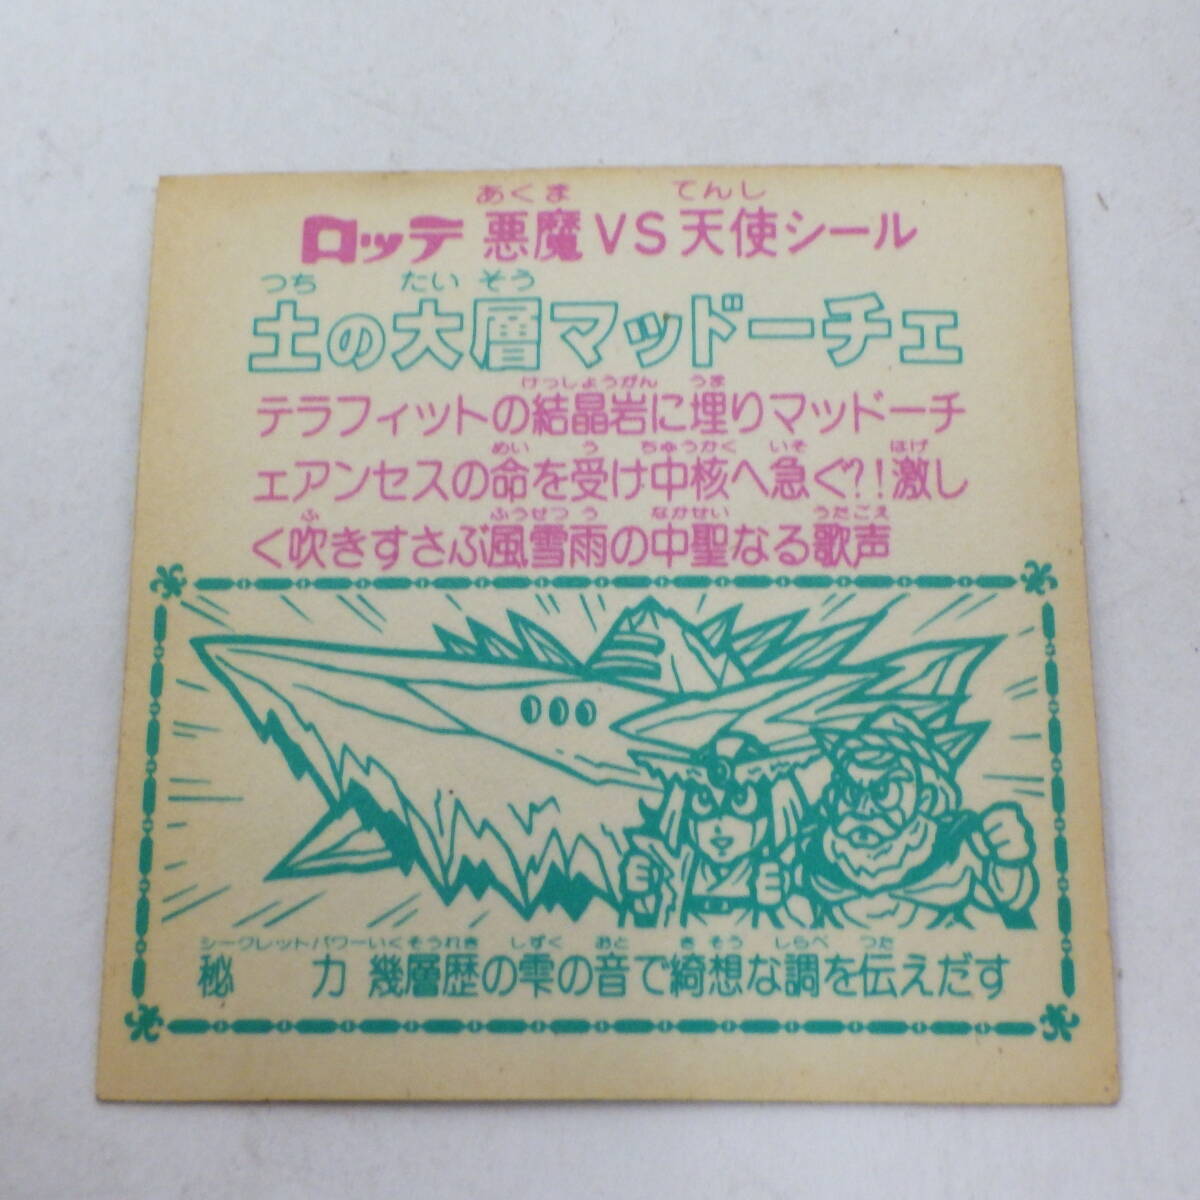 あくま てんし
ロッテ 悪魔VS天使シール
つち たい そう
土の大層マッドーチェ
けっしょうがん うま
テラフィットの結晶岩に埋りマッドーチ
めい う ちゅうかく いそ はげ
ェアンセスの命を受け中核へ急ぐ?!激し
ふ ふうせつ う なかせい うたごえ
く吹きすさぶ風雪雨の中聖なる歌声
シークレットパワー いくそうれき しずく おと き そう しらべ つた
秘 力 幾層歴の雫の音で綺想な調を伝えだす